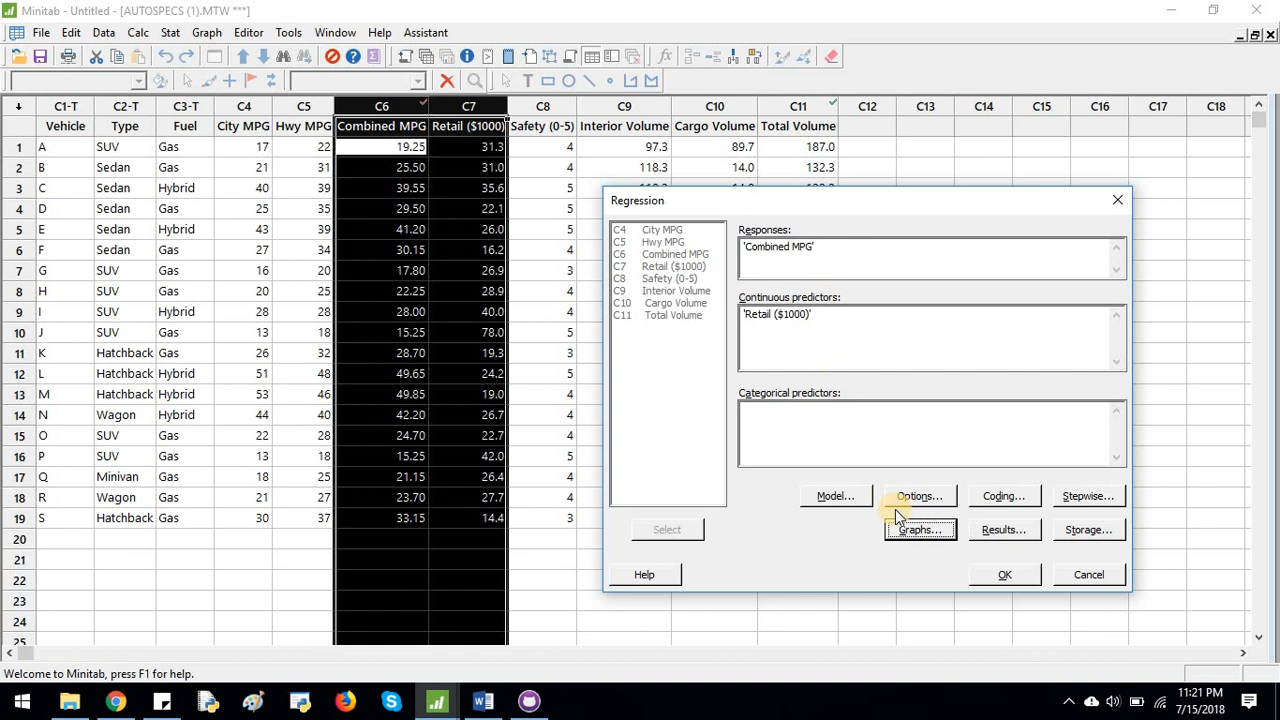 Minitab - Untitled - [AUTOSPECS (1).MTW ***]
File Edit Data Calc Stat Graph Editor Tools Window Help Assistant
C1-T C2-T C3-T C4 C5 C6 C7 C8 C9 C10 C11 C12 C13 C14 C15 C16 C17 C18
Vehicle Type Fuel City MPG Hwy MPG Combined MPG Retail ($1000) Safety (0-5) Interior Volume Cargo Volume Total Volume
1 A SUV Gas 17 22 19.25 31.3 4 97.3 89.7 187.0
2 B Sedan Gas 21 31 25.50 31.0 4 118.3 14.0 132.3
3 C Sedan Hybrid 40 39 39.55 35.6 5
4 D Sedan Gas 25 35 29.50 22.1 5
5 E Sedan Hybrid 43 39 41.20 26.0 5
6 F Sedan Gas 27 34 30.15 16.2 4
7 G SUV Gas 16 20 17.80 26.9 3
8 H SUV Gas 20 25 22.25 28.9 4
9 I SUV Hybrid 28 28 28.00 40.0 4
10 J SUV Gas 13 18 15.25 78.0 4
11 K Hatchback Gas 26 32 28.70 19.3 3
12 L Hatchback Hybrid 51 48 49.65 24.2 5
13 M Hatchback Hybrid 53 46 49.85 19.0 4
14 N Wagon Hybrid 44 40 42.20 26.7 4
15 O SUV Gas 22 28 24.70 22.7 4
16 P SUV Gas 13 18 15.25 42.0 4
17 Q Minivan Gas 18 25 21.15 26.4 4
18 R Wagon Gas 21 27 23.70 27.7 4
19 S Hatchback Gas 30 37 33.15 14.4 3
20
21
22
23
24
25
Regression
C4 City MPG
C5 Hwy MPG
C6 Combined MPG
C7 Retail ($1000)
C8 Safety (0-5)
C9 Interior Volume
C10 Cargo Volume
C11 Total Volume
Responses:
'Combined MPG'
Continuous predictors:
'Retail ($1000)'
Categorical predictors:
Model... Options... Coding... Stepwise...
Select Graphs... Results... Storage...
Help OK Cancel
Welcome to Minitab, press F1 for help.
11:21 PM
7/15/2018